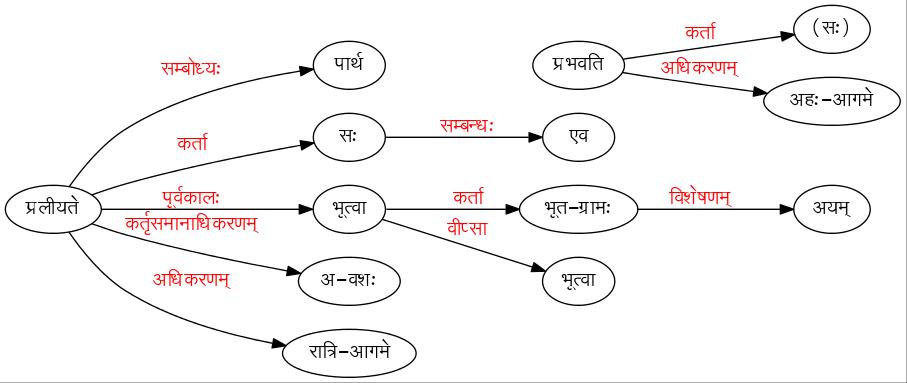 कर्ता
(सः)
सम्बोध्यः
पार्थ
प्रभवति
अधिकरणम्
अहः-आगमे
कर्ता
सः
सम्बन्धः
एव
प्रलीयते
पूर्वकालः
भूत्वा
कर्ता
भूत-ग्रामः
विशेषणम्
अयम्
कर्तृसमानाधिकरणम्
वीप्सा
अधिकरणम्
अ-वशः
भूत्वा
रात्रि-आगमे